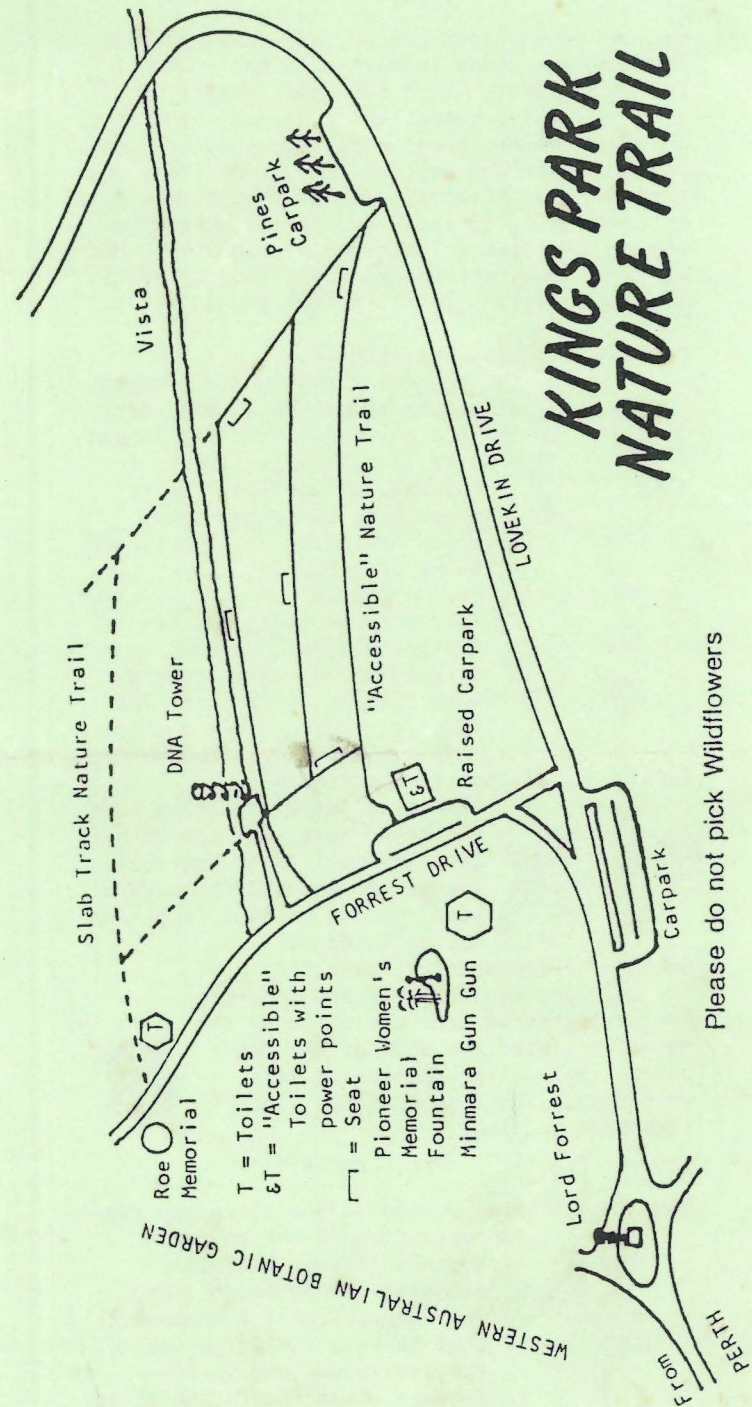 KINGS PARK
NATURE TRAIL
Pines
Carpark
Vista
"Accessible" Nature Trail
LOVEKIN DRIVE
Slab Track Nature Trail
DNA Tower
Raised Carpark
&T
FORREST DRIVE
T
Roe
Memorial
T = Toilets
&T = "Accessible"
Toilets with
power points
= Seat
Pioneer Women's
Memorial
Fountain
Minmara Gun Gun
T
Carpark
Lord Forrest
WESTERN AUSTRALIAN BOTANIC GARDEN
From
PERTH
Please do not pick Wildflowers